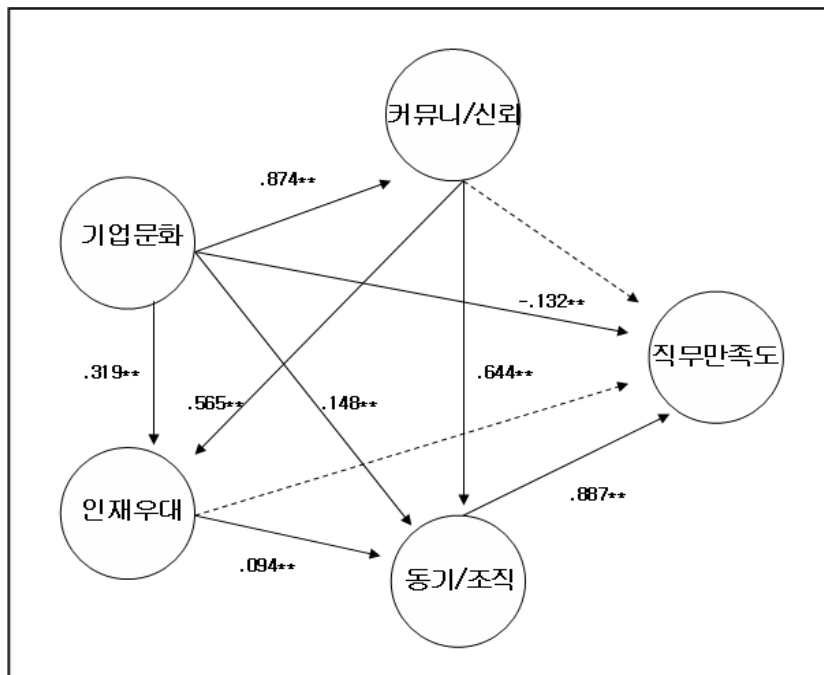 커뮤니/신뢰
.874**
기업문화
-.132**
직무만족도
.319**
.565**
.148**
.644**
인재우대
.887**
.094**
동기/조직